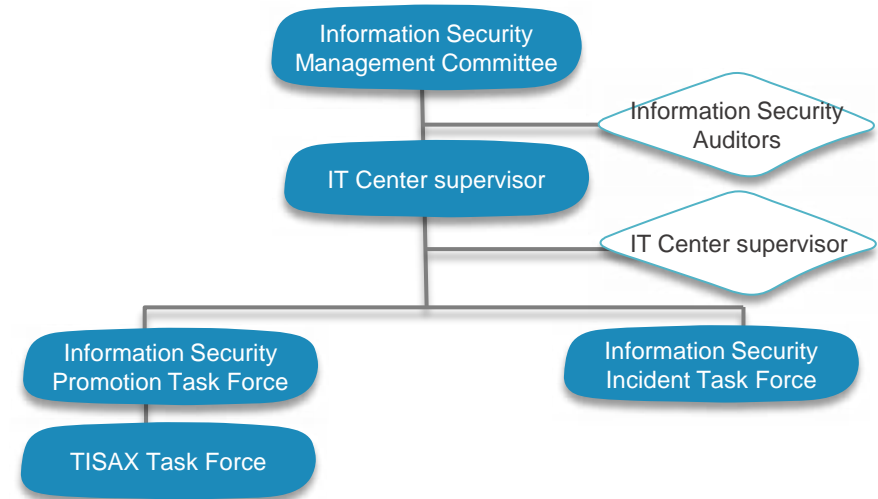 Information Security
Management Committee
Information Security
Auditors
IT Center supervisor
IT Center supervisor
Information Security
Promotion Task Force
Information Security
Incident Task Force
TISAX Task Force